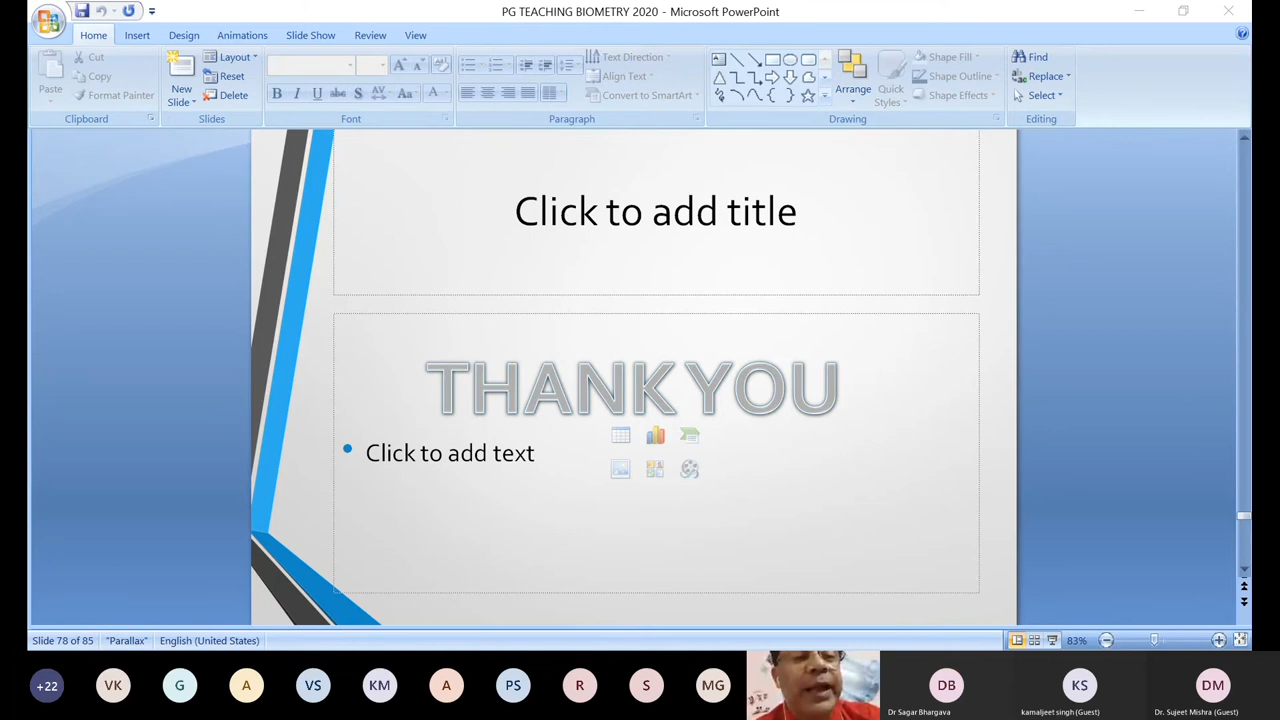 PG TEACHING BIOMETRY 2020 - Microsoft PowerPoint
Home Insert Design Animations Slide Show Review View
Paste
Cut
Copy
Format Painter
Clipboard
New Slide
Layout
Reset
Delete
Slides
B I U abc S AV Aa A
Font
Text Direction
Align Text
Convert to SmartArt
Paragraph
Arrange
Quick Styles
Shape Fill
Shape Outline
Shape Effects
Drawing
Find
Replace
Select
Editing
Click to add title
THANK YOU
Click to add text
Slide 78 of 85 "Parallax" English (United States) 83%
+22 VK G A VS KM A PS R S MG DB KS DM
Dr Sagar Bhargava kamaljeet singh (Guest) Dr. Sujeet Mishra (Guest)